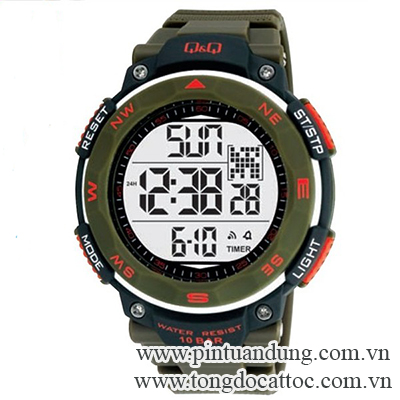 Q&Q
RESET
ST/STP
NW
NE
W
E
SW
SE
S
SUN
24H
12:38 28
6-10
TIMER
MODE
LIGHT
WATER RESIST
10 BAR
www.pintuandung.com.vn
www.tongdocattoc.com.vn